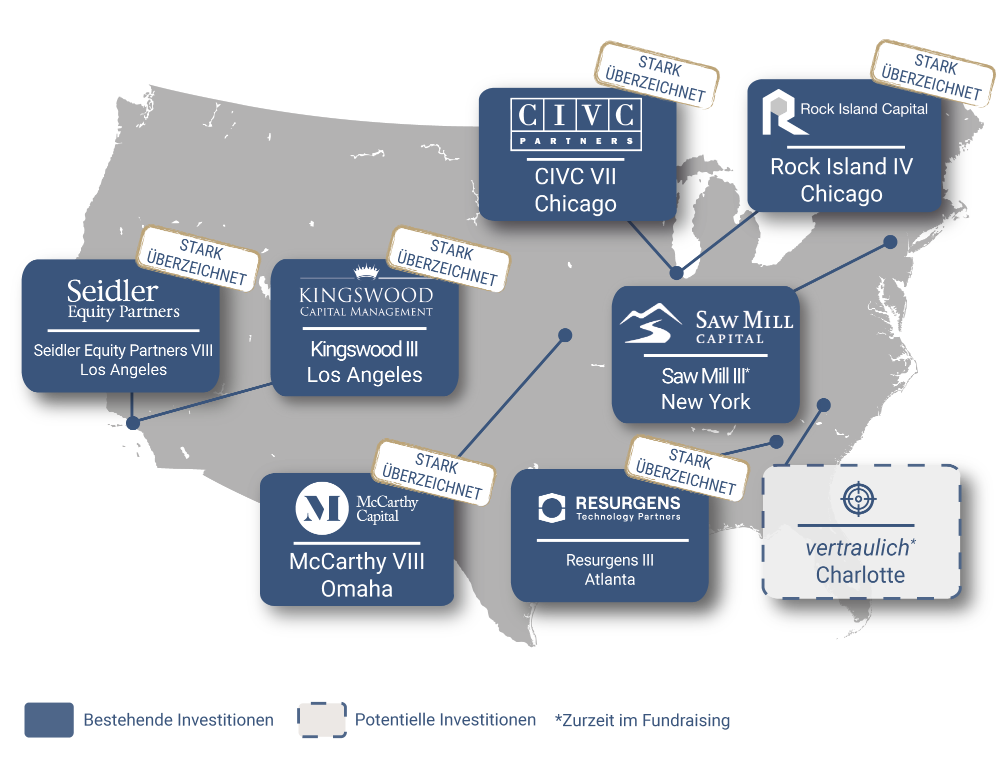 STARK
ÜBERZEICHNET
CIVC
PARTNERS
CIVC VII
Chicago
STARK
ÜBERZEICHNET
Rock Island Capital
Rock Island IV
Chicago
STARK
ÜBERZEICHNET
Seidler
Equity Partners
Seidler Equity Partners VIII
Los Angeles
STARK
ÜBERZEICHNET
KINGSWOOD
CAPITAL MANAGEMENT
Kingswood III
Los Angeles
SAW MILL
CAPITAL
Saw Mill III*
New York
STARK
ÜBERZEICHNET
M
McCarthy
Capital
McCarthy VIII
Omaha
STARK
ÜBERZEICHNET
RESURGENS
Technology Partners
Resurgens III
Atlanta
vertraulich*
Charlotte
Bestehende Investitionen
Potentielle Investitionen
*Zurzeit im Fundraising